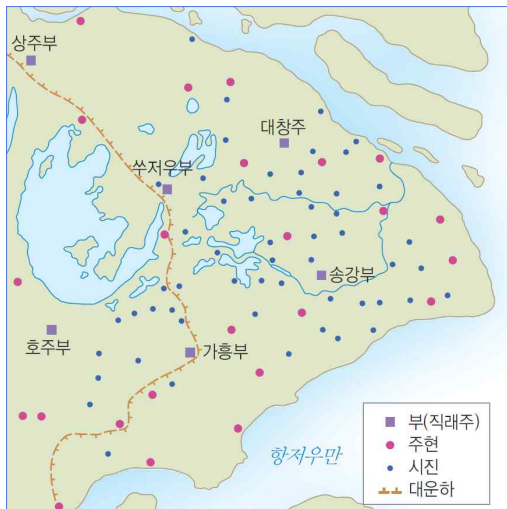 상주부
대창주
쑤저우부
송강부
호주부
가흥부
항저우만
부(직래주)
주현
시진
대운하